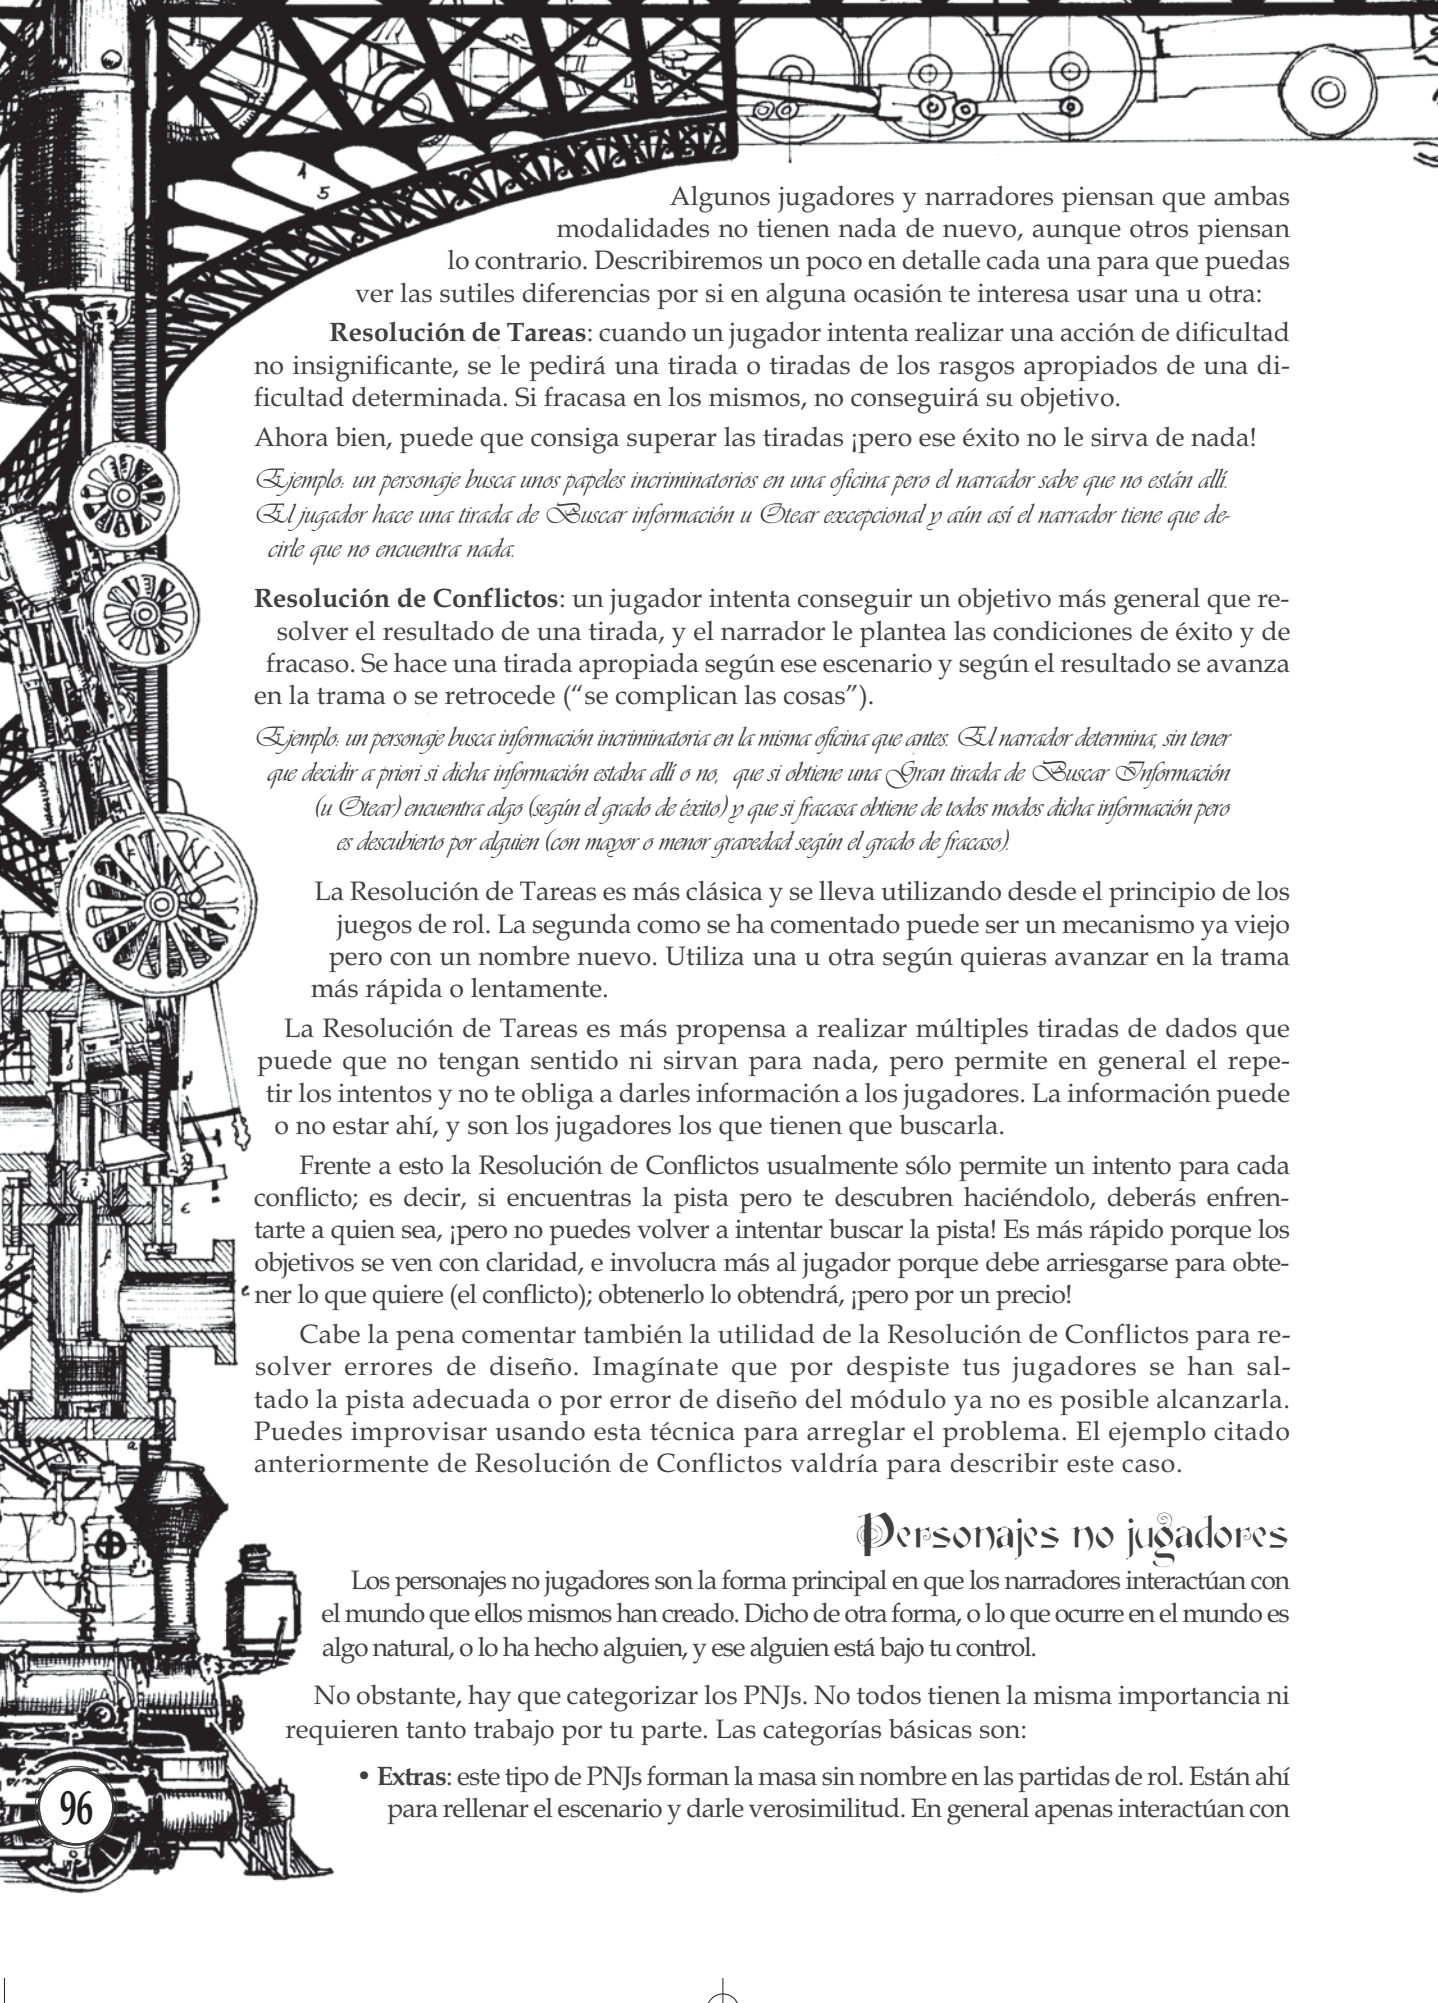 Algunos jugadores y narradores piensan que ambas
modalidades no tienen nada de nuevo, aunque otros piensan
lo contrario. Describiremos un poco en detalle cada una para que puedas
ver las sutiles diferencias por si en alguna ocasión te interesa usar una u otra:
Resolución de Tareas: cuando un jugador intenta realizar una acción de dificultad
no insignificante, se le pedirá una tirada o tiradas de los rasgos apropiados de una di-
ficultad determinada. Si fracasa en los mismos, no conseguirá su objetivo.
Ahora bien, puede que consiga superar las tiradas ¡pero ese éxito no le sirva de nada!
Ejemplo: un personaje busca unos papeles incriminatorios en una oficina pero el narrador sabe que no están allí.
El jugador hace una tirada de Buscar información u Otear excepcional y aún así el narrador tiene que de-
cirle que no encuentra nada.
Resolución de Conflictos: un jugador intenta conseguir un objetivo más general que re-
solver el resultado de una tirada, y el narrador le plantea las condiciones de éxito y de
fracaso. Se hace una tirada apropiada según ese escenario y según el resultado se avanza
en la trama o se retrocede (“se complican las cosas”).
Ejemplo: un personaje busca información incriminatoria en la misma oficina que antes. El narrador determina, sin tener
que decidir a priori si dicha información estaba allí o no, que si obtiene una Gran tirada de Buscar Información
(u Otear) encuentra algo (según el grado de éxito) y que si fracasa obtiene de todos modos dicha información pero
es descubierto por alguien (con mayor o menor gravedad según el grado de fracaso).
La Resolución de Tareas es más clásica y se lleva utilizando desde el principio de los
juegos de rol. La segunda como se ha comentado puede ser un mecanismo ya viejo
pero con un nombre nuevo. Utiliza una u otra según quieras avanzar en la trama
más rápida o lentamente.
La Resolución de Tareas es más propensa a realizar múltiples tiradas de dados que
puede que no tengan sentido ni sirvan para nada, pero permite en general el repe-
tir los intentos y no te obliga a darles información a los jugadores. La información puede
o no estar ahí, y son los jugadores los que tienen que buscarla.
Frente a esto la Resolución de Conflictos usualmente sólo permite un intento para cada
conflicto; es decir, si encuentras la pista pero te descubren haciéndolo, deberás enfren-
tarte a quien sea, ¡pero no puedes volver a intentar buscar la pista! Es más rápido porque los
objetivos se ven con claridad, e involucra más al jugador porque debe arriesgarse para obte-
ner lo que quiere (el conflicto); obtenerlo lo obtendrá, ¡pero por un precio!
Cabe la pena comentar también la utilidad de la Resolución de Conflictos para re-
solver errores de diseño. Imagínate que por despiste tus jugadores se han sal-
tado la pista adecuada o por error de diseño del módulo ya no es posible alcanzarla.
Puedes improvisar usando esta técnica para arreglar el problema. El ejemplo citado
anteriormente de Resolución de Conflictos valdría para describir este caso.
Personajes no jugadores
Los personajes no jugadores son la forma principal en que los narradores interactúan con
el mundo que ellos mismos han creado. Dicho de otra forma, o lo que ocurre en el mundo es
algo natural, o lo ha hecho alguien, y ese alguien está bajo tu control.
No obstante, hay que categorizar los PNJs. No todos tienen la misma importancia ni
requieren tanto trabajo por tu parte. Las categorías básicas son:
• Extras: este tipo de PNJs forman la masa sin nombre en las partidas de rol. Están ahí
para rellenar el escenario y darle verosimilitud. En general apenas interactúan con
96